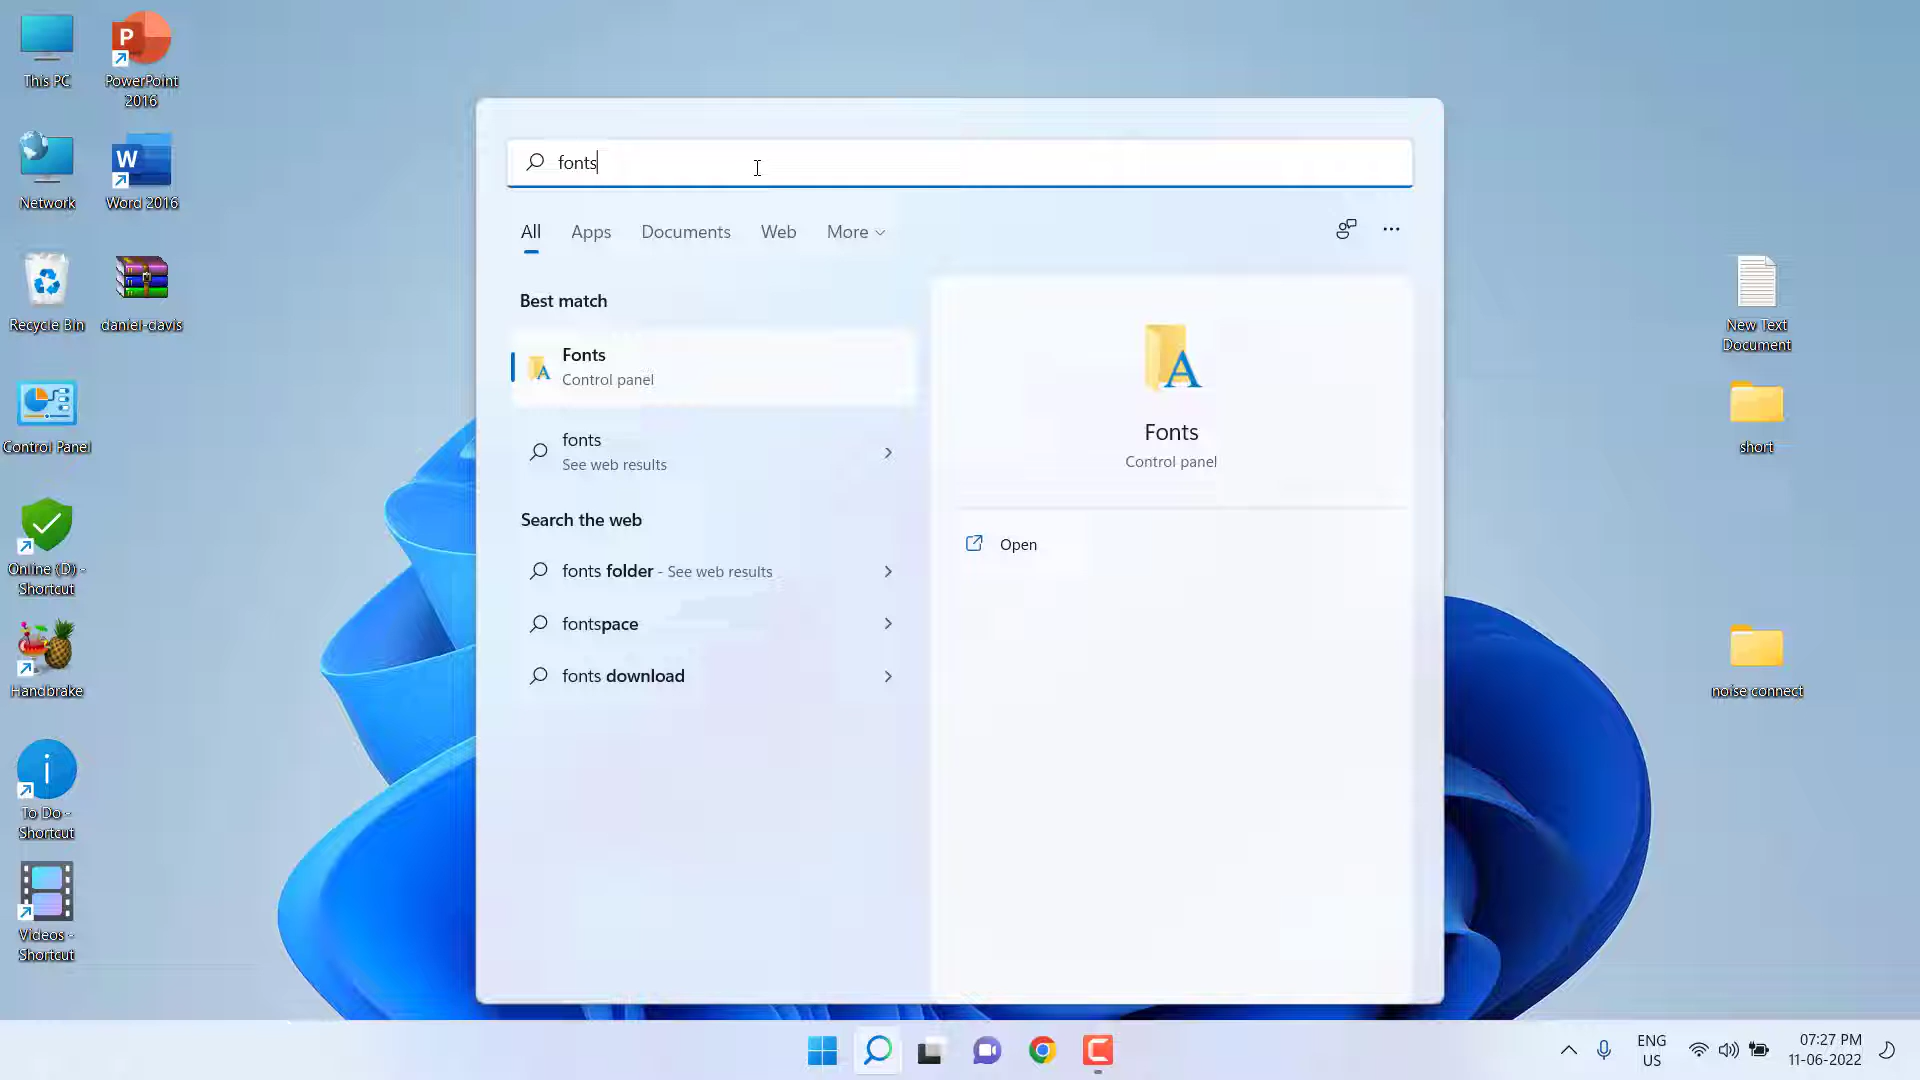 This PC
PowerPoint
2016
Network
Word 2016
Recycle Bin
daniel-davis
Control Panel
Online (D) -
Shortcut
Handbrake
To Do -
Shortcut
Videos -
Shortcut
fonts
All
Apps
Documents
Web
More
Best match
Fonts
Control panel
fonts
See web results
Search the web
fonts folder - See web results
fontspace
fonts download
Fonts
Control panel
Open
New Text
Document
short
noise connect
ENG
US
07:27 PM
11-06-2022